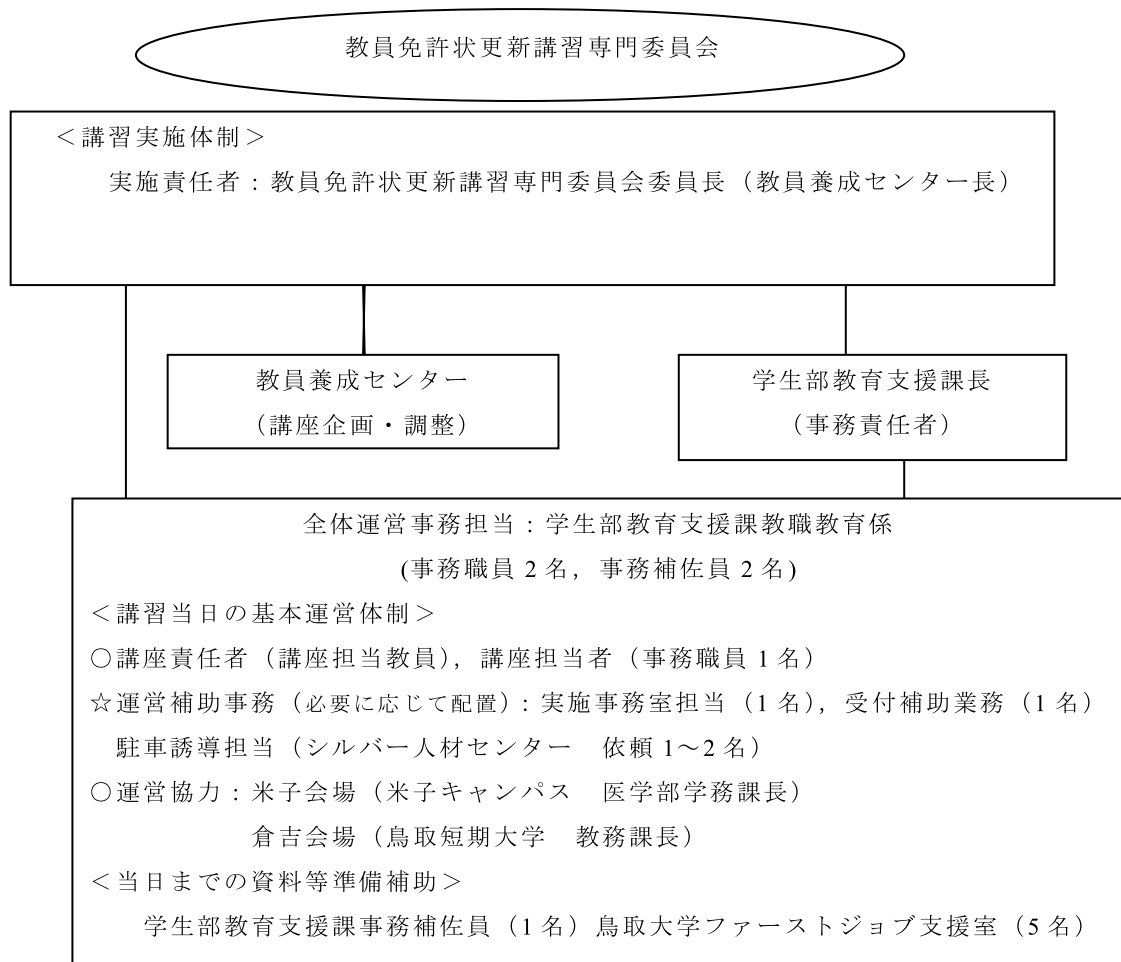 教員免許状更新講習専門委員会
＜講習実施体制＞
実施責任者：教員免許状更新講習専門委員会委員長（教員養成センター長）
教員養成センター
（講座企画・調整）
学生部教育支援課長
（事務責任者）
全体運営事務担当：学生部教育支援課教職教育係
(事務職員 2 名，事務補佐員 2 名)
＜講習当日の基本運営体制＞
○講座責任者（講座担当教員），講座担当者（事務職員 1 名）
☆運営補助事務（必要に応じて配置）：実施事務室担当（1 名），受付補助業務（1 名）
駐車誘導担当（シルバー人材センター　依頼 1～2 名）
○運営協力：米子会場（米子キャンパス　医学部学務課長）
倉吉会場（鳥取短期大学　教務課長）
＜当日までの資料等準備補助＞
学生部教育支援課事務補佐員（1 名）鳥取大学ファーストジョブ支援室（5 名）